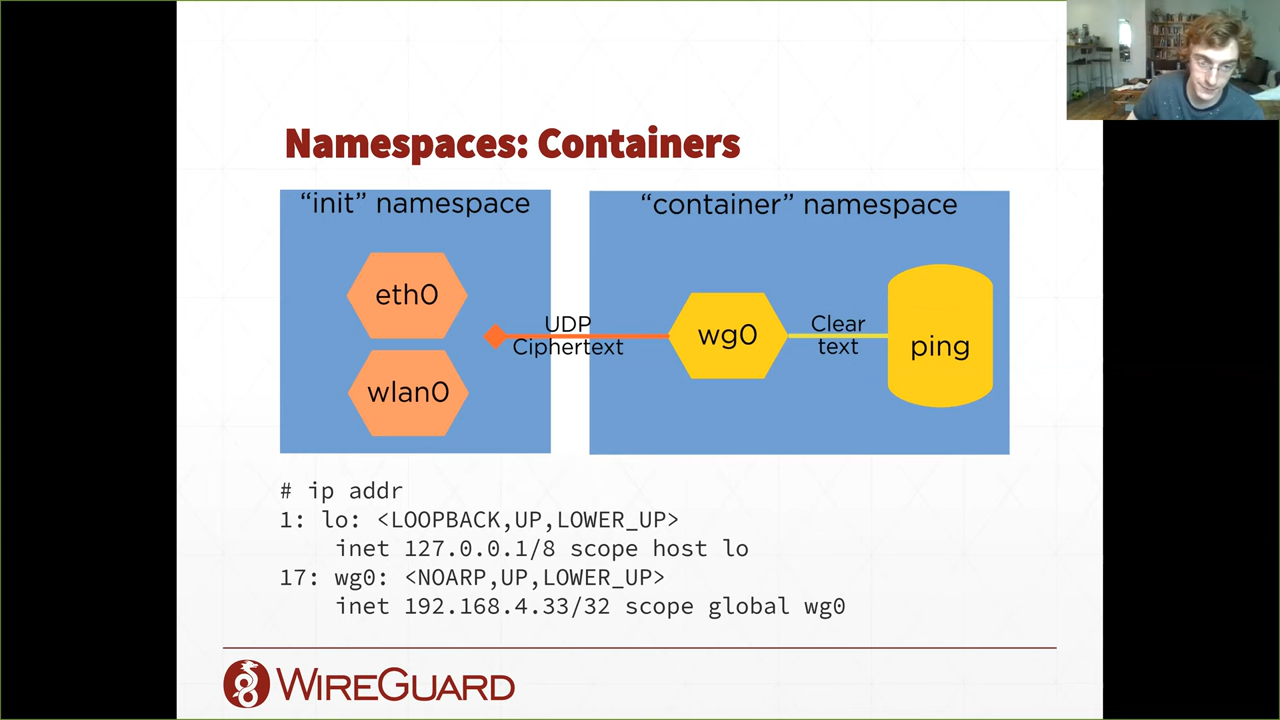 Namespaces: Containers
“init” namespace
eth0
wlan0
UDP
Ciphertext
“container” namespace
wg0
Clear
text
ping
# ip addr
1: lo: <LOOPBACK,UP,LOWER_UP>
    inet 127.0.0.1/8 scope host lo
17: wg0: <NOARP,UP,LOWER_UP>
    inet 192.168.4.33/32 scope global wg0
WIREGUARD